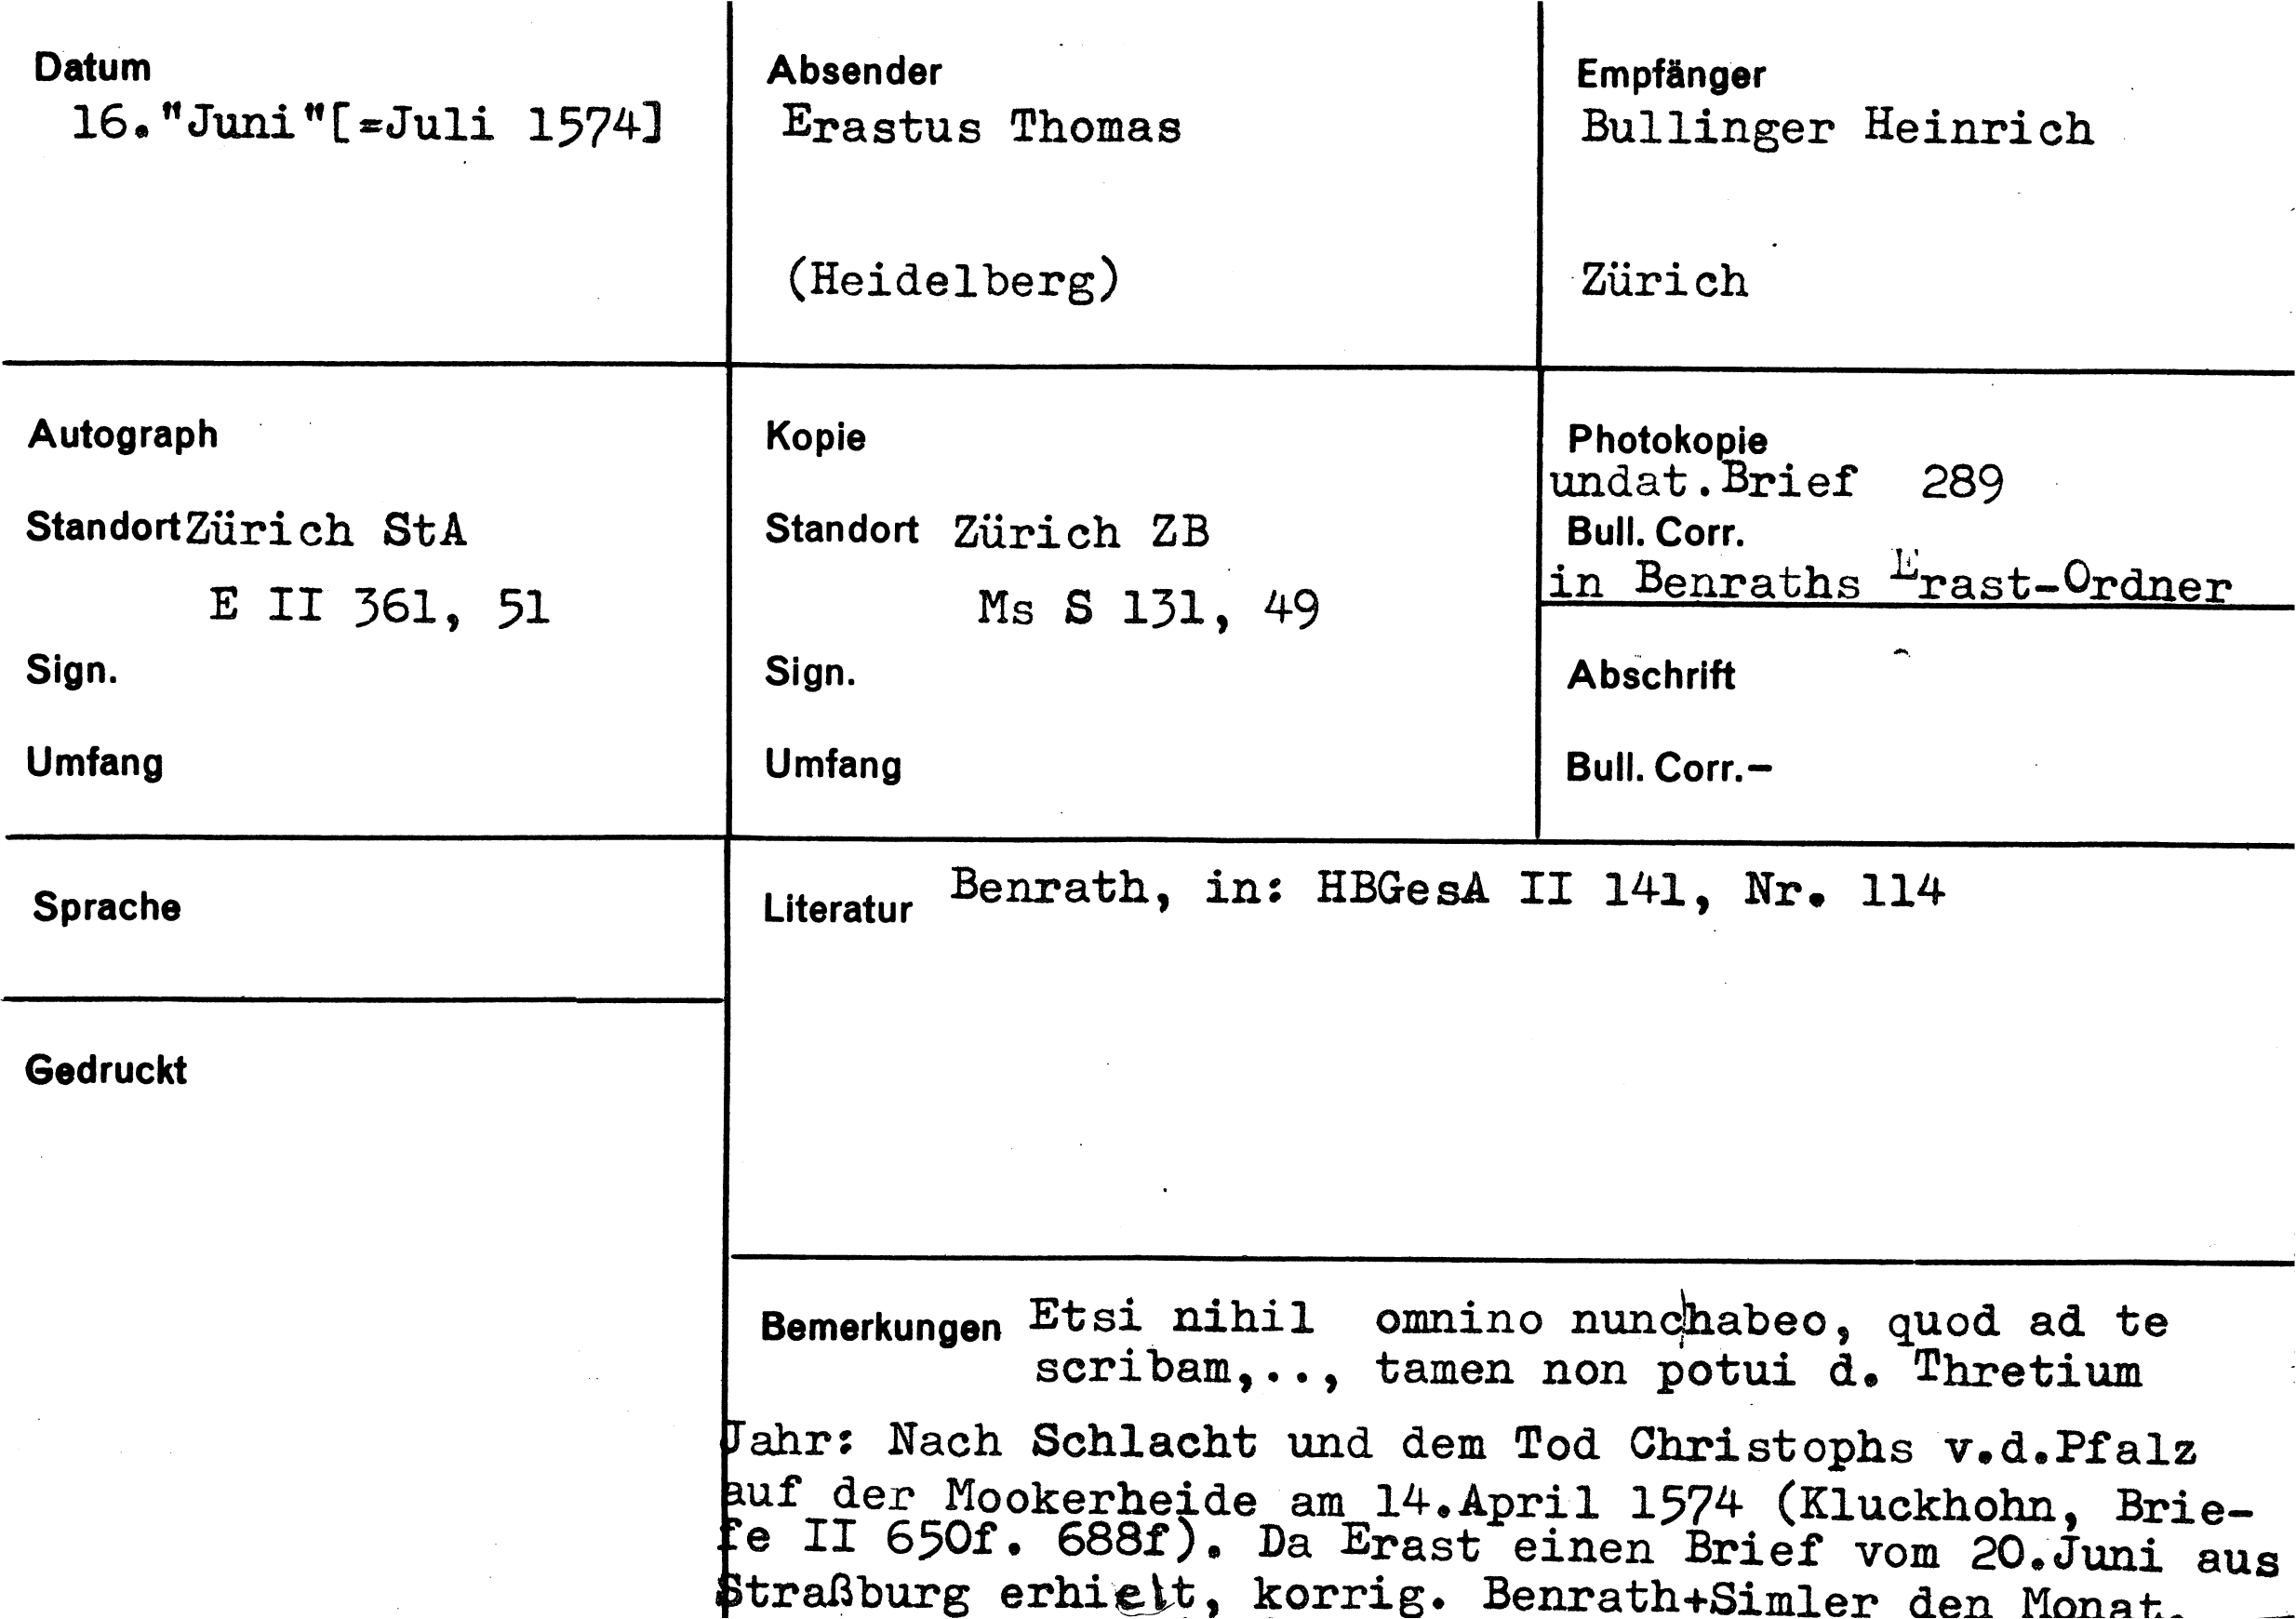 Datum
16."Juni"[=Juli 1574]
Absender
Erastus Thomas
(Heidelberg)
Empfänger
Bullinger Heinrich
Zürich
Autograph
Standort Zürich StA
E II 361, 51
Sign.
Umfang
Kopie
Standort Zürich ZB
Ms S 131, 49
Sign.
Umfang
Photokopie
undat.Brief 289
Bull. Corr.
in Benraths Erast-Ordner
Abschrift
Bull. Corr.-
Sprache
Gedruckt
Literatur Benrath, in: HBGesA II 141, Nr. 114
Bemerkungen Etsi nihil omnino nunc habeo, quod ad te
scribam,.., tamen non potui d. Thretium
Jahr: Nach Schlacht und dem Tod Christophs v.d.Pfalz
auf der Mookerheide am 14.April 1574 (Kluckhohn, Brie-
fe II 650f. 688f). Da Erast einen Brief vom 20.Juni aus
Straßburg erhielt, korrig. Benrath+Simler den Monat.